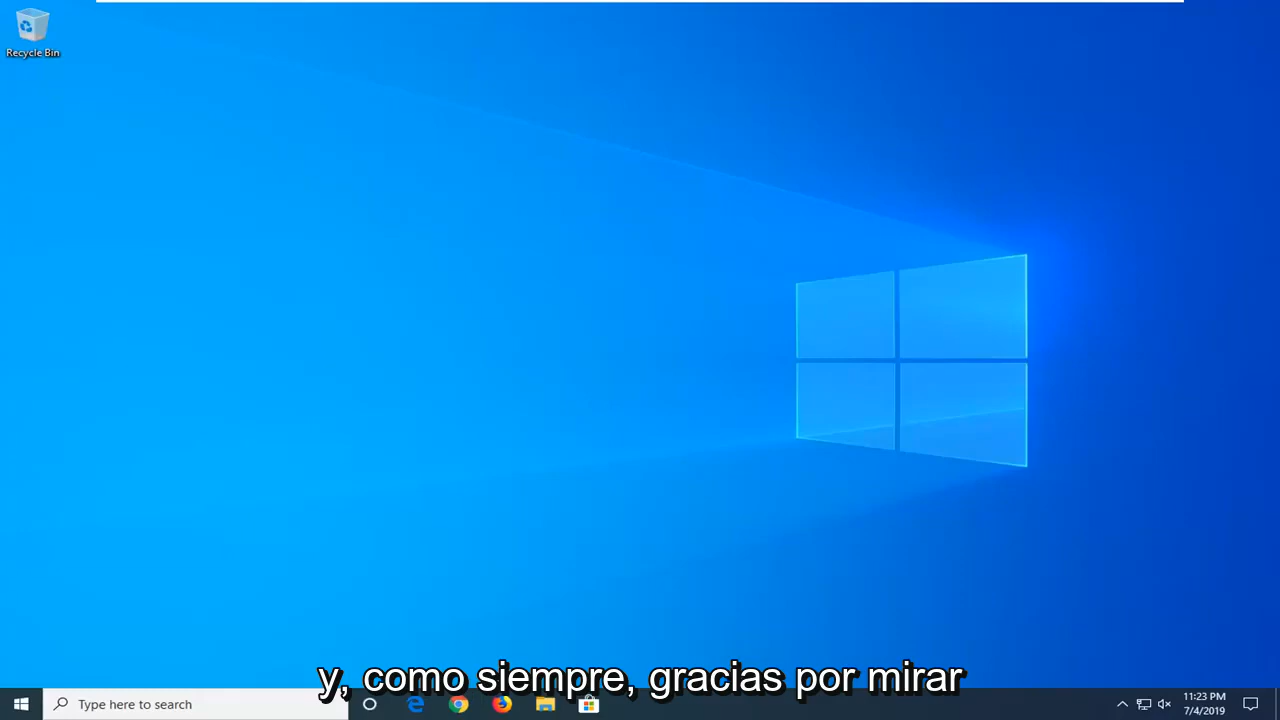 Recycle Bin
y, como siempre, gracias por mirar
Type here to search
11:23 PM
7/4/2019